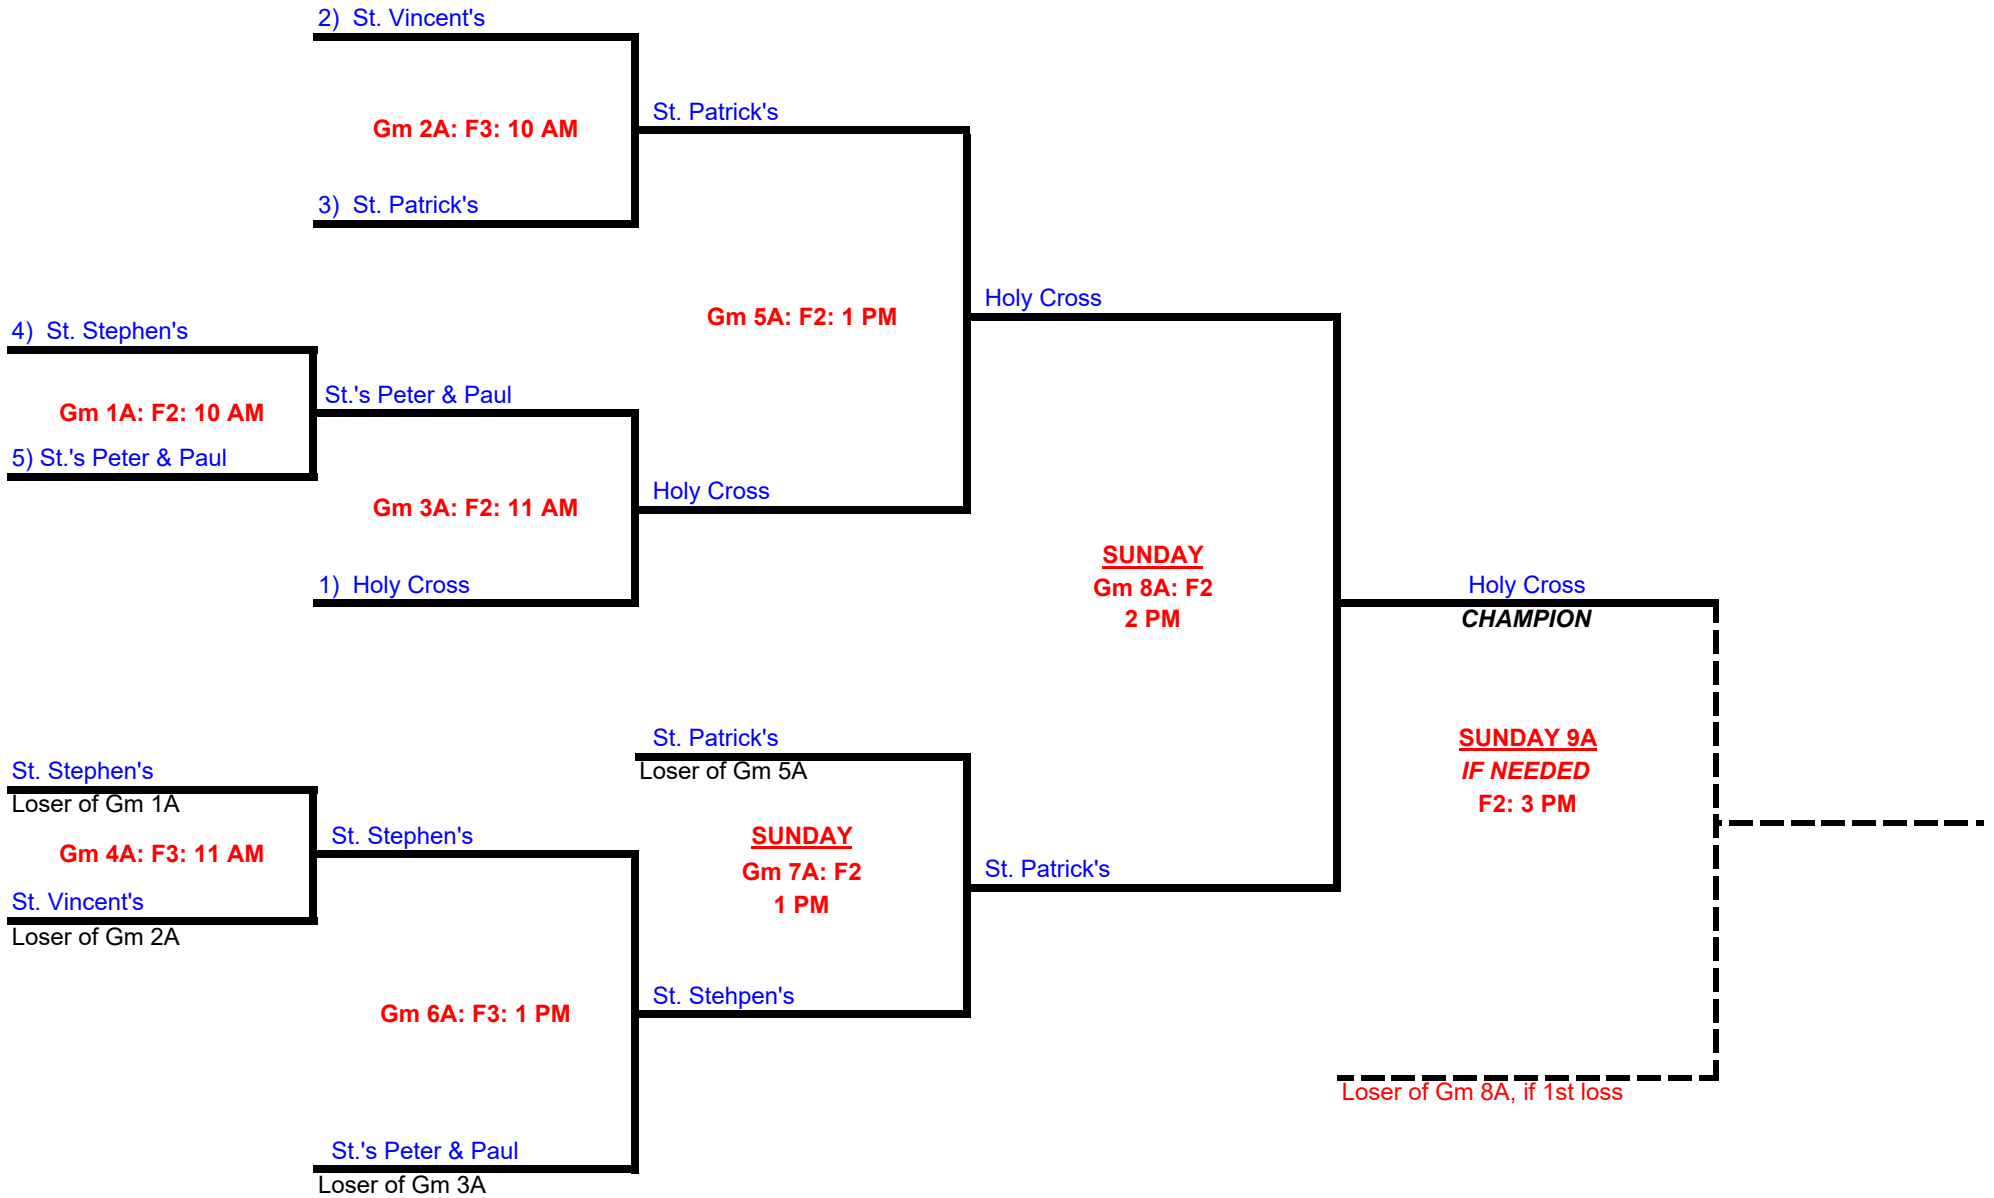 2)  St. Vincent's
St. Patrick's
Gm 2A: F3: 10 AM
3)  St. Patrick's
Holy Cross
Gm 5A: F2: 1 PM
4)  St. Stephen's
St.'s Peter & Paul
Gm 1A: F2: 10 AM
5) St.'s Peter & Paul
Holy Cross
Gm 3A: F2: 11 AM
SUNDAY
1)  Holy Cross
Gm 8A: F2
Holy Cross
2 PM
CHAMPION
St. Patrick's
SUNDAY 9A
St. Stephen's
Loser of Gm 5A
IF NEEDED
Loser of Gm 1A
F2: 3 PM
St. Stephen's
SUNDAY
Gm 4A: F3: 11 AM
Gm 7A: F2
St. Patrick's
St. Vincent's
1 PM
Loser of Gm 2A
St. Stehpen's
Gm 6A: F3: 1 PM
Loser of Gm 8A, if 1st loss
St.'s Peter & Paul
Loser of Gm 3A